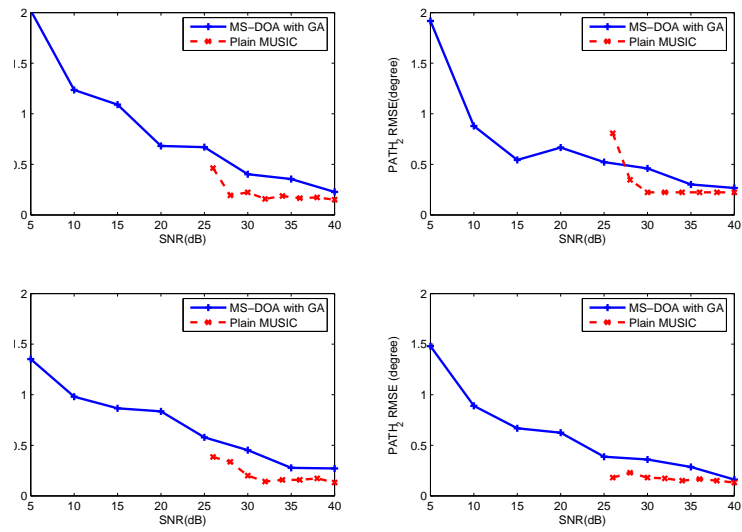 2
1.5
1
0.5
0
5 10 15 20 25 30 35 40
SNR(dB)
MS-DOA with GA
Plain MUSIC
2
1.5
1
0.5
0
5 10 15 20 25 30 35 40
SNR(dB)
PATH2 RMSE(degree)
MS-DOA with GA
Plain MUSIC
2
1.5
1
0.5
0
5 10 15 20 25 30 35 40
SNR(dB)
MS-DOA with GA
Plain MUSIC
2
1.5
1
0.5
0
5 10 15 20 25 30 35 40
SNR(dB)
PATH2 RMSE (degree)
MS-DOA with GA
Plain MUSIC